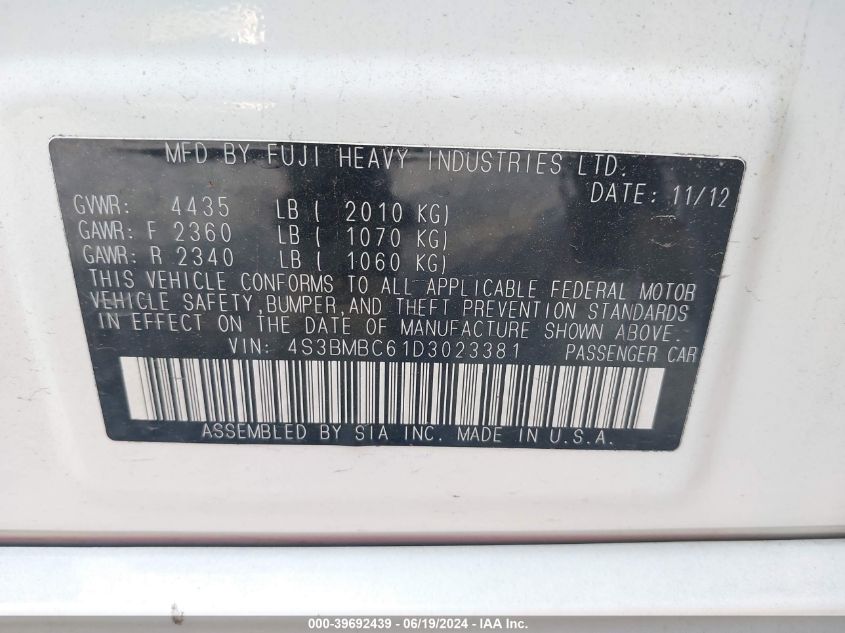 MFD BY FUJI HEAVY INDUSTRIES LTD.
DATE: 11/12
GVWR: 4435 LB ( 2010 KG)
GAWR: F 2360 LB ( 1070 KG)
GAWR: R 2340 LB ( 1060 KG)
THIS VEHICLE CONFORMS TO ALL APPLICABLE FEDERAL MOTOR
VEHICLE SAFETY, BUMPER, AND THEFT PREVENTION STANDARDS
IN EFFECT ON THE DATE OF MANUFACTURE SHOWN ABOVE.
VIN: 4S3BMBC61D3023381 PASSENGER CAR
ASSEMBLED BY SIA INC. MADE IN U.S.A.
000-39692439 - 06/19/2024 - IAA Inc.